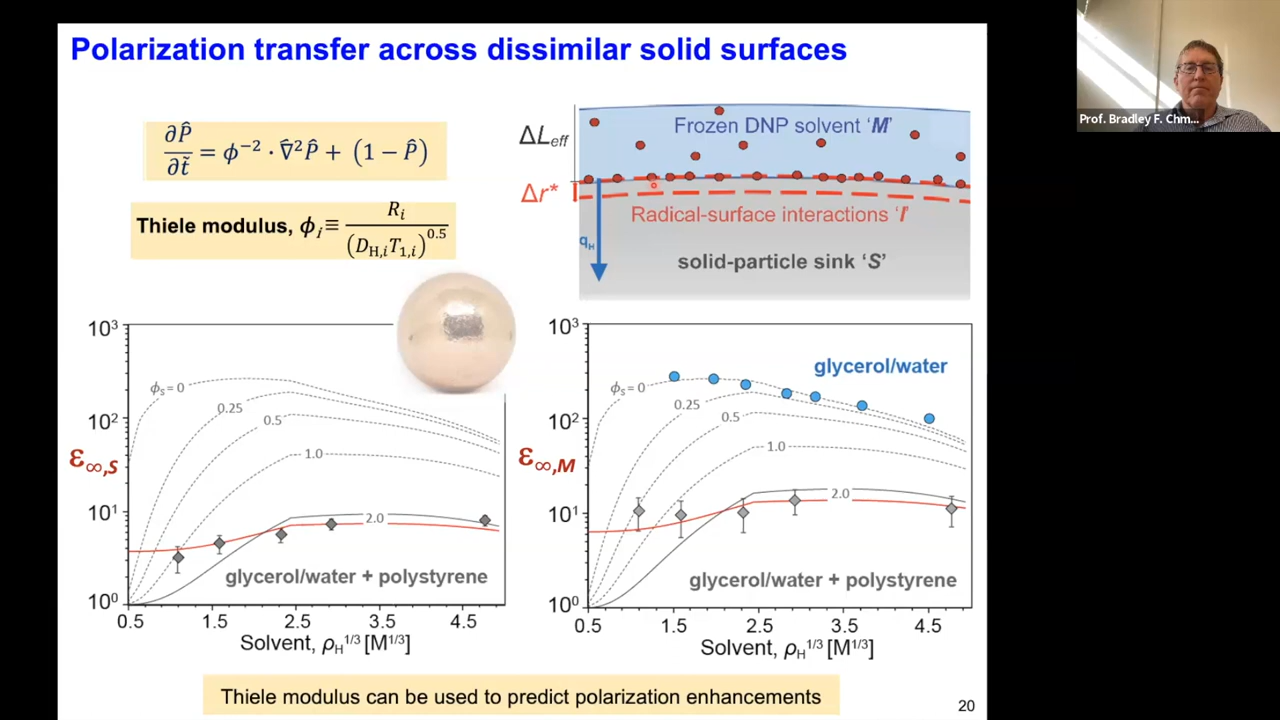 Polarization transfer across dissimilar solid surfaces
∂P̂/∂t̃ = ϕ⁻² · ∇̂²P̂ + (1 − P̂)
Thiele modulus, ϕᵢ ≡ Rᵢ/(D_H,i T_1,i)^0.5
ΔL_eff
Frozen DNP solvent 'M'
Δr*
Radical-surface interactions 'I'
q_H
solid-particle sink 'S'
10³
10²
10¹
10⁰
ε∞,S
ϕₛ = 0
0.25
0.5
1.0
2.0
glycerol/water + polystyrene
0.5 1.5 2.5 3.5 4.5
Solvent, ρ_H^1/3 [M^1/3]
10³
10²
10¹
10⁰
ε∞,M
glycerol/water
ϕₛ = 0
0.25
0.5
1.0
2.0
glycerol/water + polystyrene
0.5 1.5 2.5 3.5 4.5
Solvent, ρ_H^1/3 [M^1/3]
Thiele modulus can be used to predict polarization enhancements
20
Prof. Bradley F. Chm...